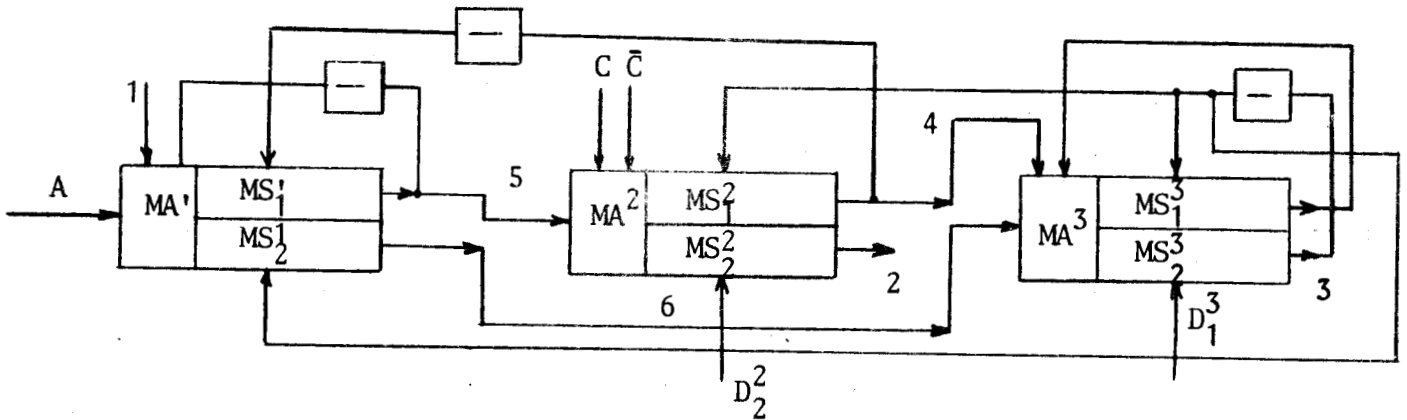 C C̄
1
4
A
5
MA' MS'₁
MS¹₂
MA² MS²₁
MS²₂
MA³ MS³₁
MS³₂
2
3
6
D³₁
D²₂